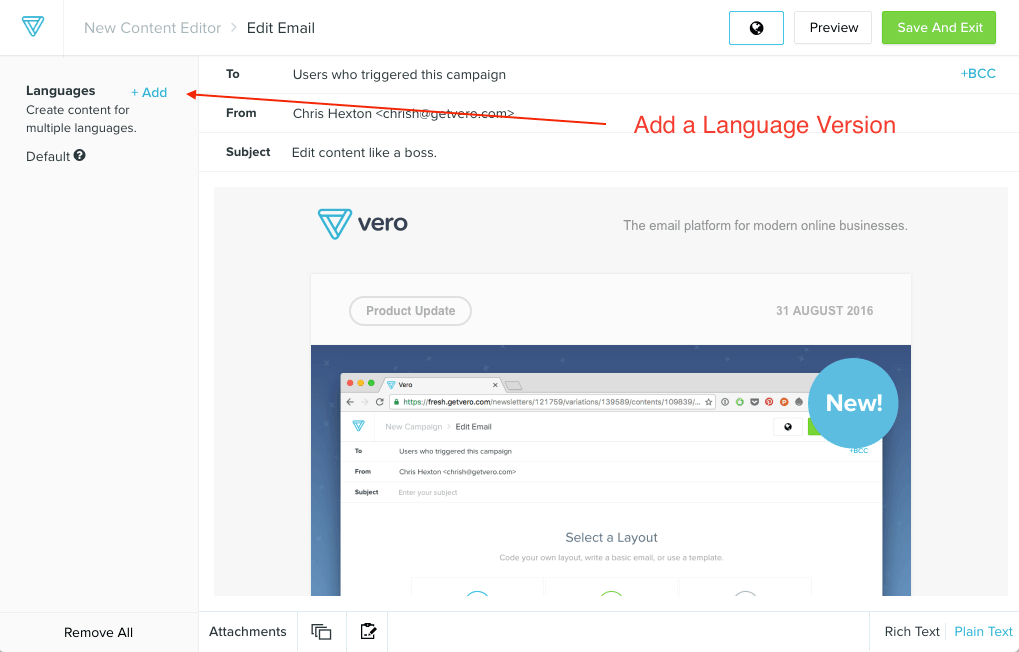 New Content Editor > Edit Email
Preview
Save And Exit
Languages
+ Add
Create content for
multiple languages.
Default
To
Users who triggered this campaign
+BCC
From
Chris Hexton <chrish@getvero.com>
Add a Language Version
Subject
Edit content like a boss.
vero
The email platform for modern online businesses.
Product Update
31 AUGUST 2016
Vero
https://fresh.getvero.com/newsletters/121759/variations/139589/contents/109839/...
New!
New Campaign > Edit Email
To
Users who triggered this campaign
+BCC
From
Chris Hexton <chrish@getvero.com>
Subject
Enter your subject
Select a Layout
Code your own layout, write a basic email, or use a template.
Remove All
Attachments
Rich Text
Plain Text